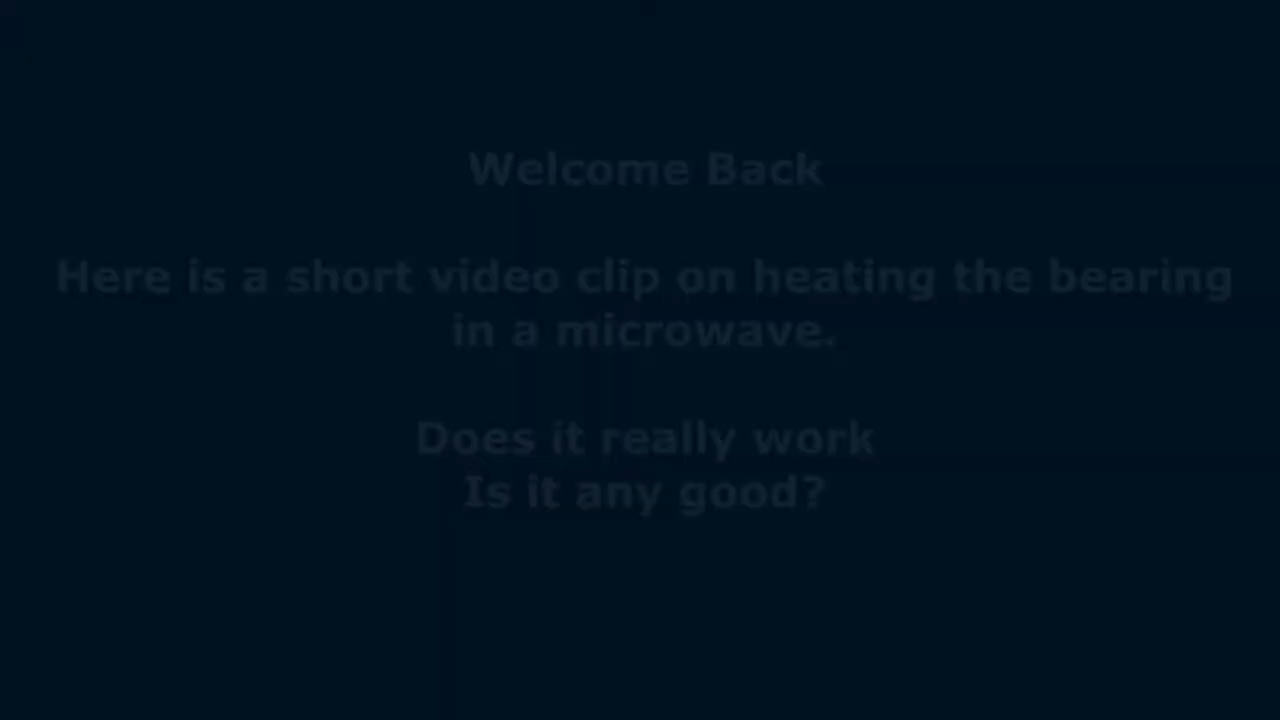 Welcome Back
Here is a short video clip on heating the bearing
in a microwave.
Does it really work
Is it any good?